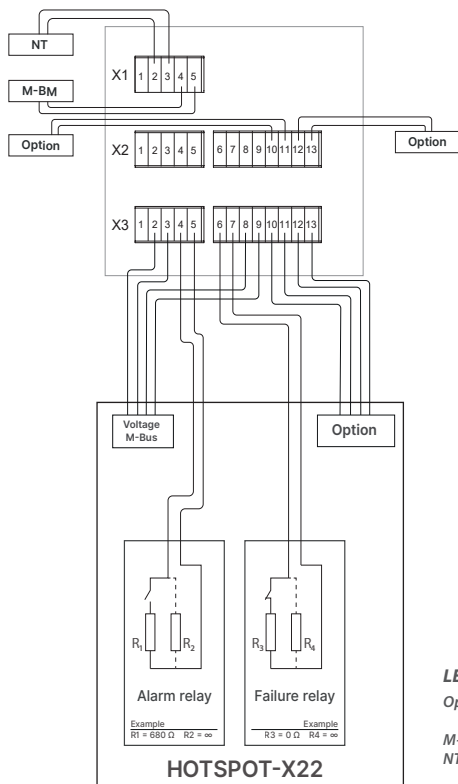 NT
M-BM
Option
Option
X1 1 2 3 4 5
X2 1 2 3 4 5 6 7 8 9 10 11 12 13
X3 1 2 3 4 5 6 7 8 9 10 11 12 13
Voltage
M-Bus
Option
R1 R2
R3 R4
Alarm relay
Failure relay
Example
R1 = 680 Ω R2 = ∞
Example
R3 = 0 Ω R4 = ∞
HOTSPOT-X22